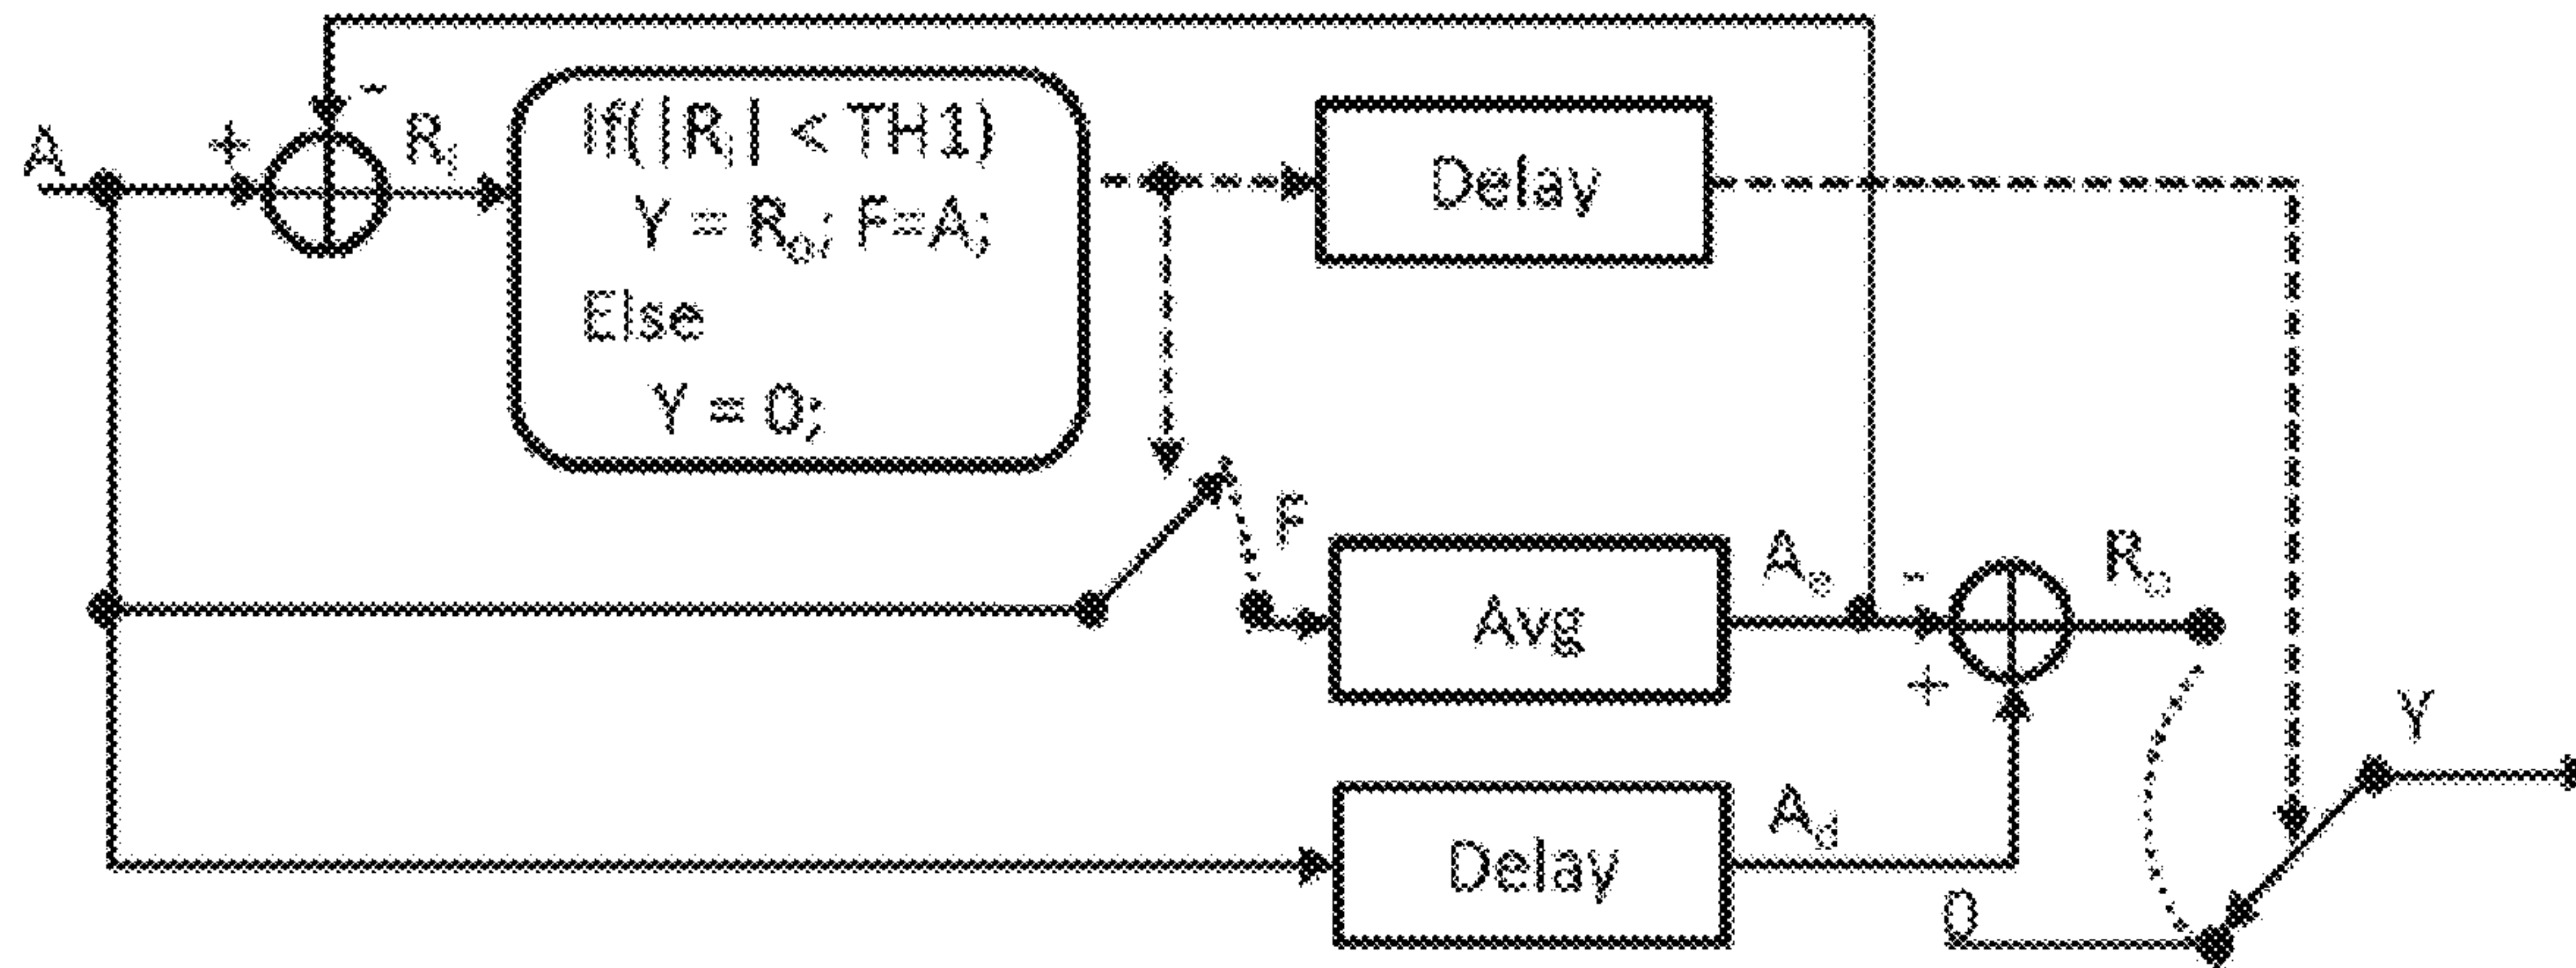 A
+
-
Ri
If(|Ri| < TH1)
Y = Ro; F=A;
Else
Y = 0;
Delay
F
Avg
Ae
-
+
Ro
Delay
Ad
0
Y